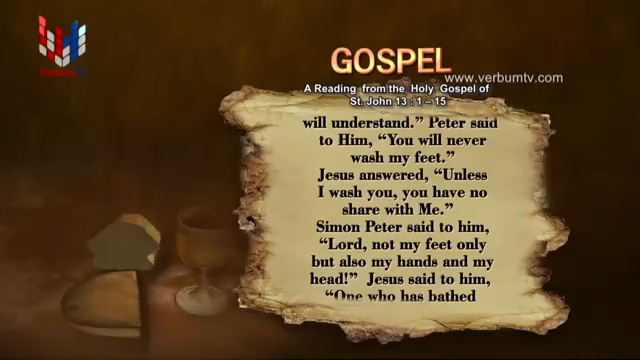 VERBUMTV
GOSPEL
www.verbumtv.com
A Reading from the Holy Gospel of
St. John 13 : 1 – 15
will understand.” Peter said
to Him, “You will never
wash my feet.”
Jesus answered, “Unless
I wash you, you have no
share with Me.”
Simon Peter said to him,
“Lord, not my feet only
but also my hands and my
head!” Jesus said to him,
“One who has bathed